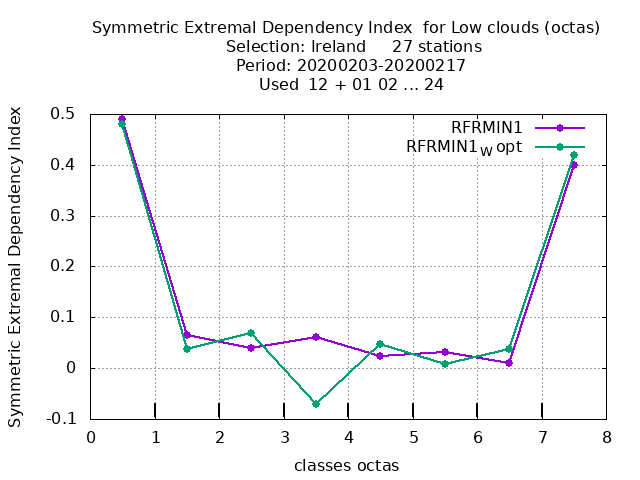 Symmetric Extremal Dependency Index  for Low clouds (octas)
Selection: Ireland     27 stations
Period: 20200203-20200217
Used  12 + 01 02 ... 24
Symmetric Extremal Dependency Index
0.5
0.4
0.3
0.2
0.1
0
-0.1
RFRMIN1
RFRMIN1W opt
0 1 2 3 4 5 6 7 8
classes octas